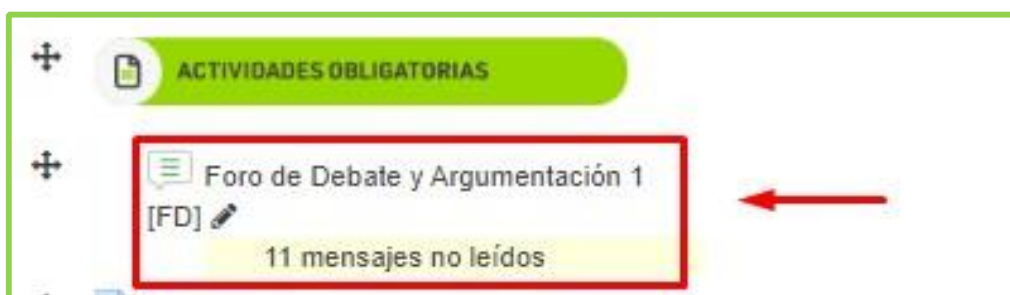 ACTIVIDADES OBLIGATORIAS
Foro de Debate y Argumentación 1
[FD]
11 mensajes no leídos